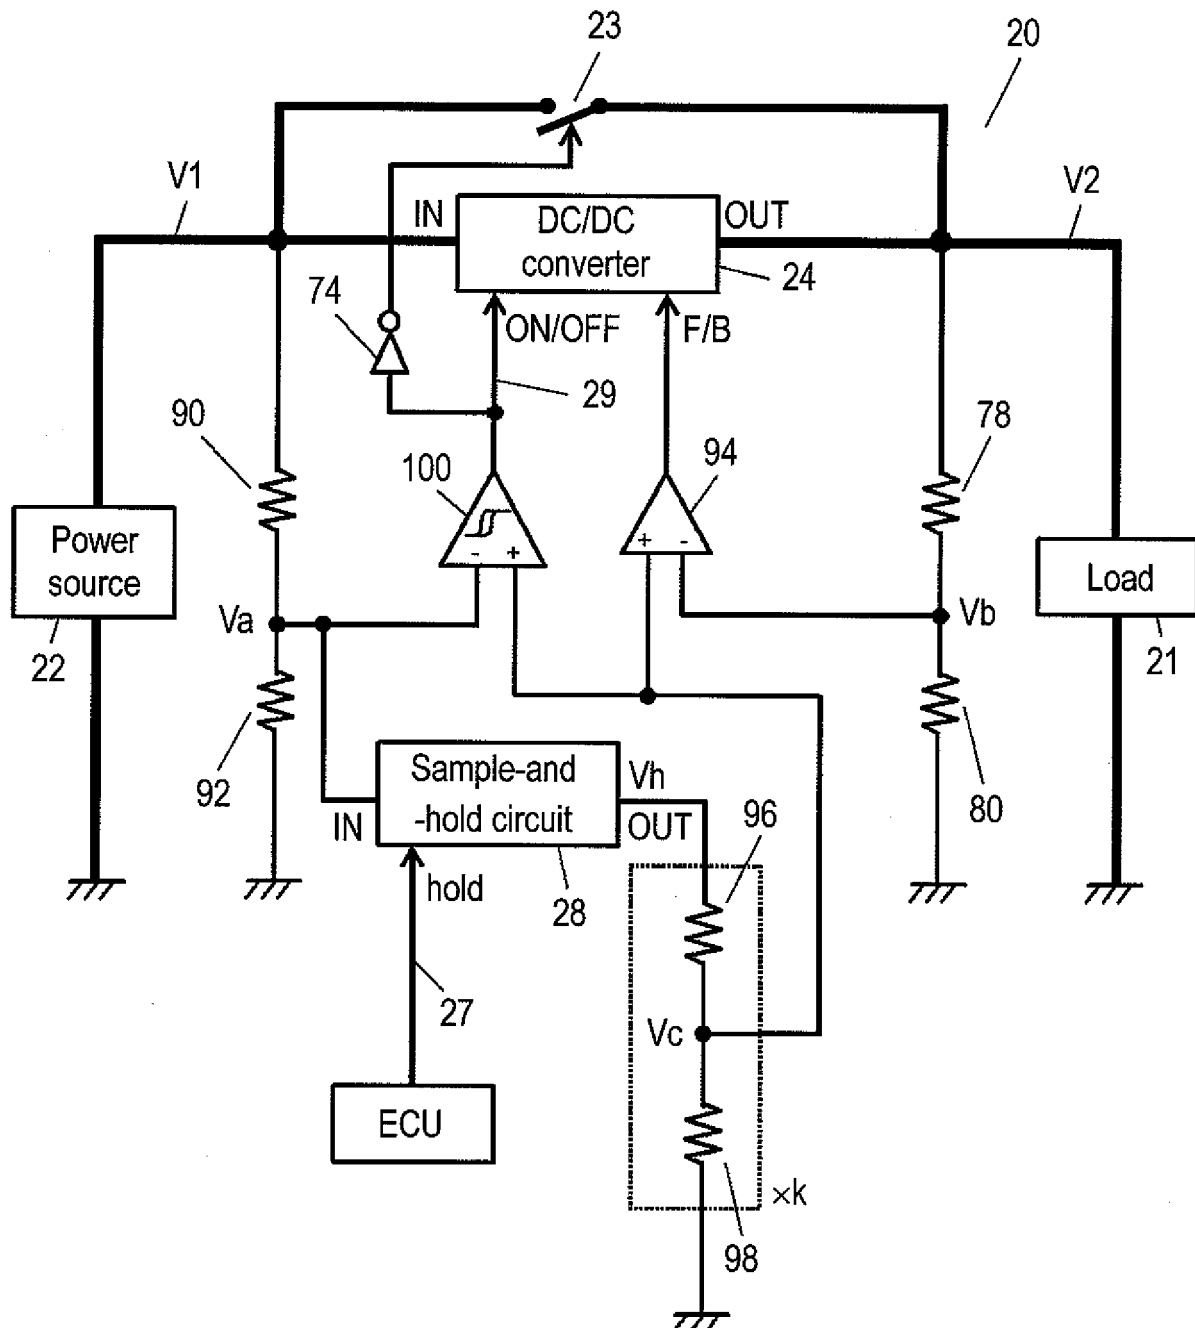 23
20
V1
V2
IN
DC/DC
converter
OUT
24
74
ON/OFF
F/B
29
90
100
94
78
Power
source
22
- +
+ -
Load
21
Va
Vb
92
Sample-and
-hold circuit
IN
Vh
OUT
96
80
hold
28
27
Vc
ECU
×k
98